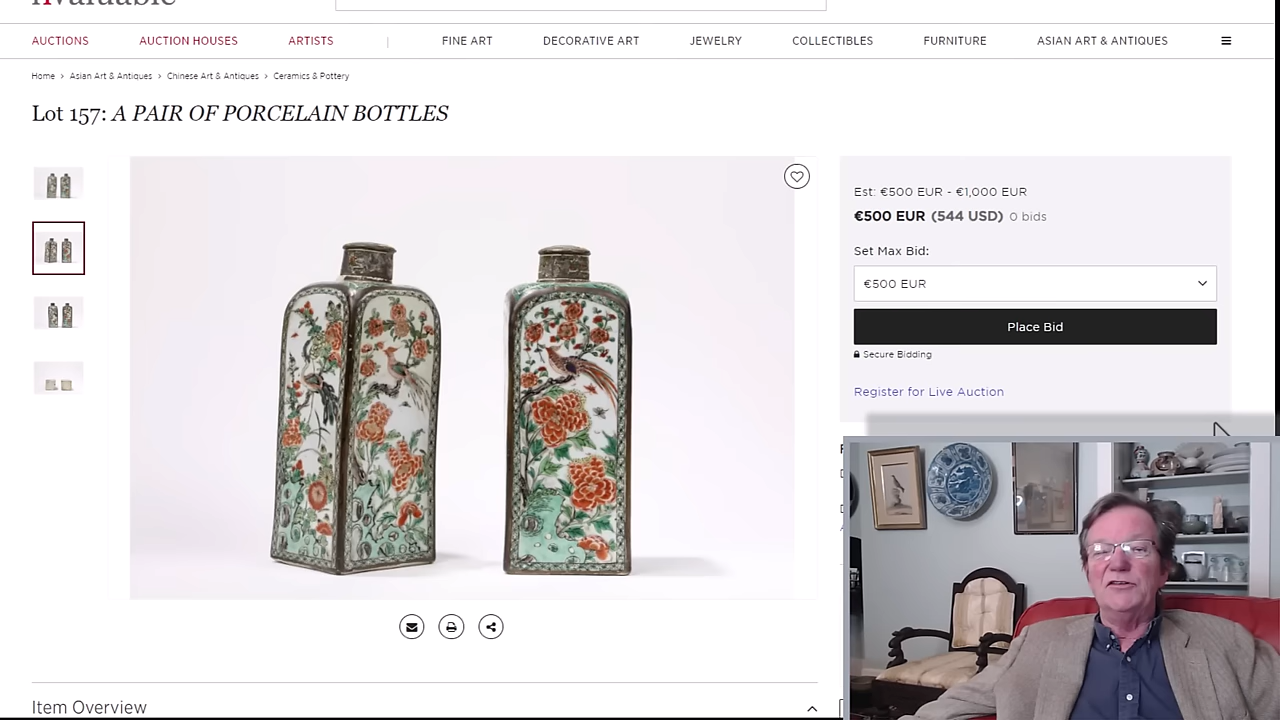 AUCTIONS AUCTION HOUSES ARTISTS | FINE ART DECORATIVE ART JEWELRY COLLECTIBLES FURNITURE ASIAN ART & ANTIQUES
Home > Asian Art & Antiques > Chinese Art & Antiques > Ceramics & Pottery
Lot 157: A PAIR OF PORCELAIN BOTTLES
Est: €500 EUR - €1,000 EUR
€500 EUR (544 USD) 0 bids
Set Max Bid:
€500 EUR
Place Bid
Secure Bidding
Register for Live Auction
Item Overview